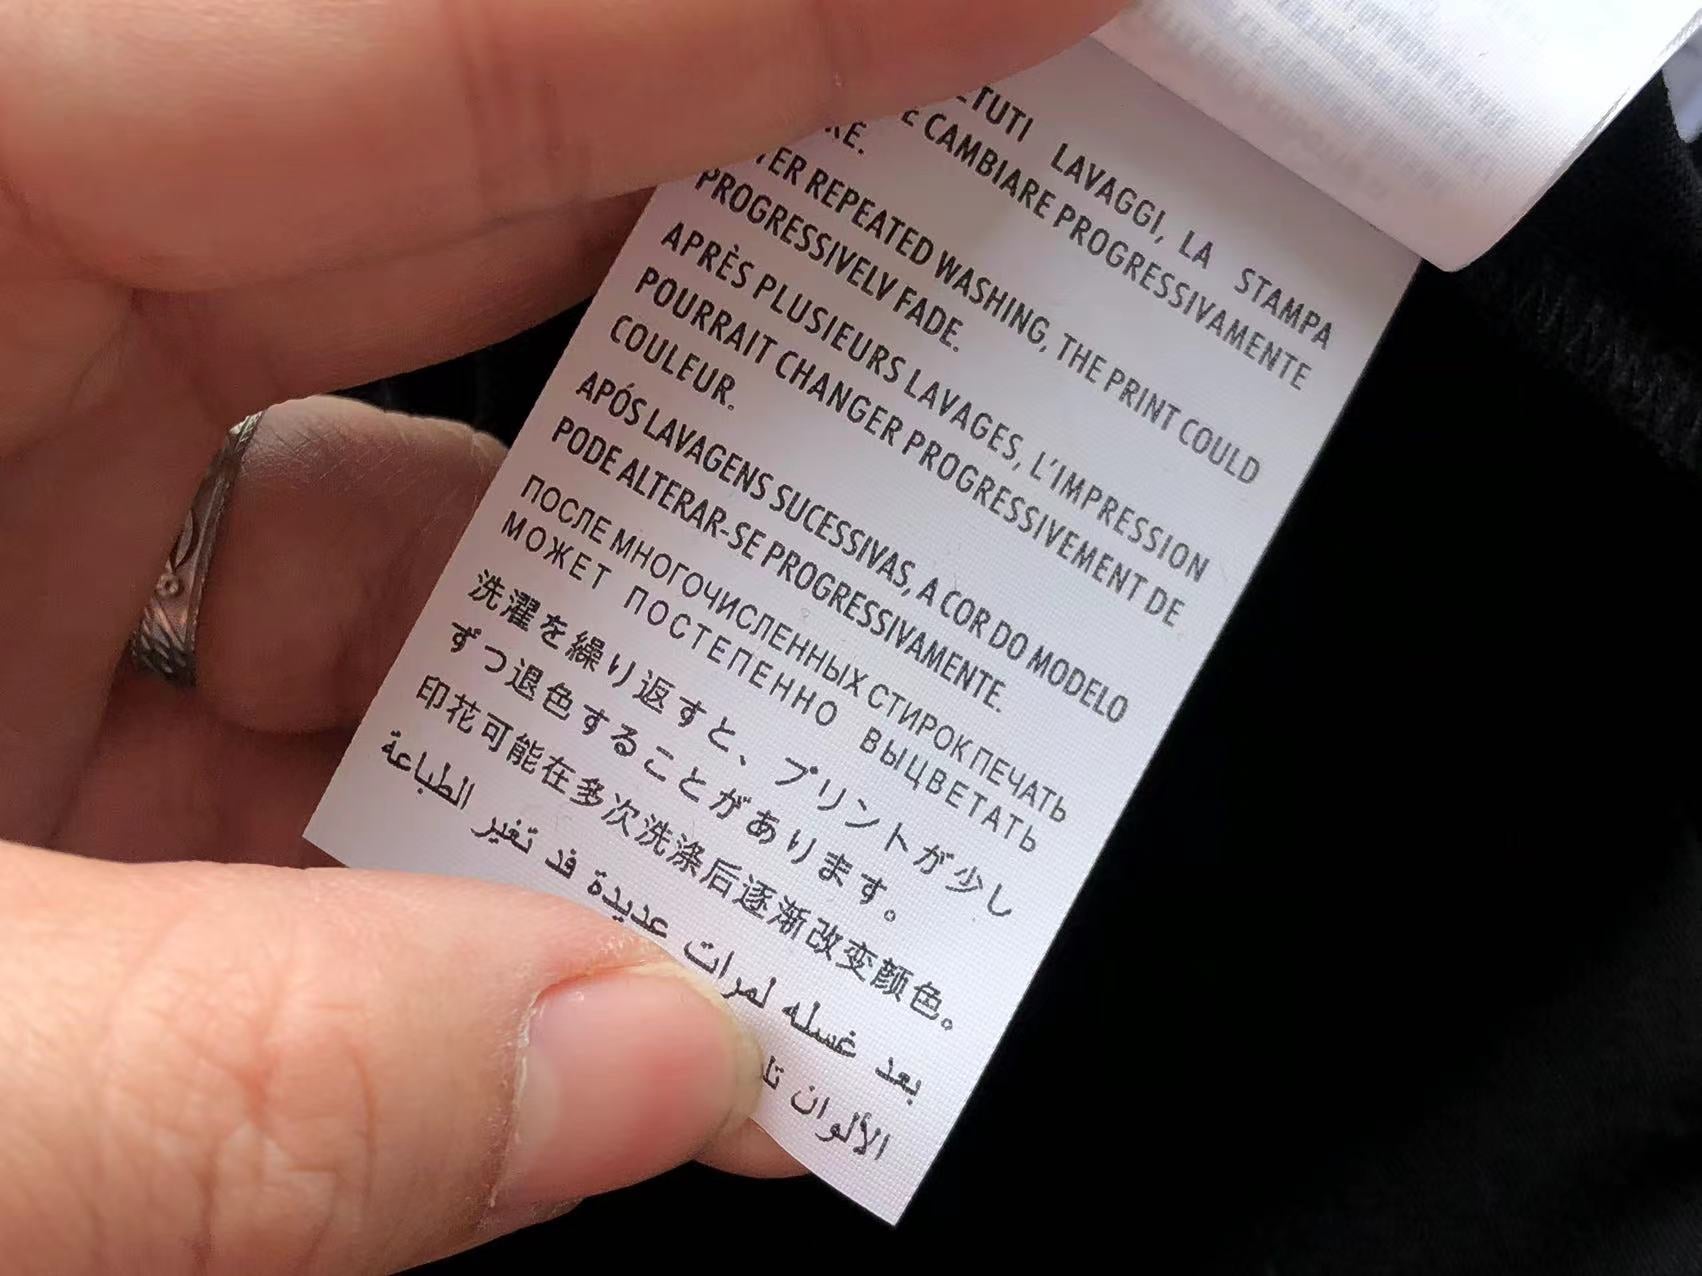 LAVAGGI, LA STAMPA
CAMBIARE PROGRESSIVAMENTE
REPEATED WASHING, THE PRINT COULD
PROGRESSIVELY FADE.
APRÈS PLUSIEURS LAVAGES, L'IMPRESSION
POURRAIT CHANGER PROGRESSIVEMENT DE
COULEUR.
APÓS LAVAGENS SUCESSIVAS, A COR DO MODELO
PODE ALTERAR-SE PROGRESSIVAMENTE.
ПОСЛЕ МНОГОЧИСЛЕННЫХ СТИРОК ПЕЧАТЬ
МОЖЕТ ПОСТЕПЕННО ВЫЦВЕТАТЬ
洗濯を繰り返すと、プリントが少し
ずつ退色することがあります。
印花可能在多次洗涤后逐渐改变颜色。
بعد غسله لمرات عديدة قد تغير الطباعة
الألوان